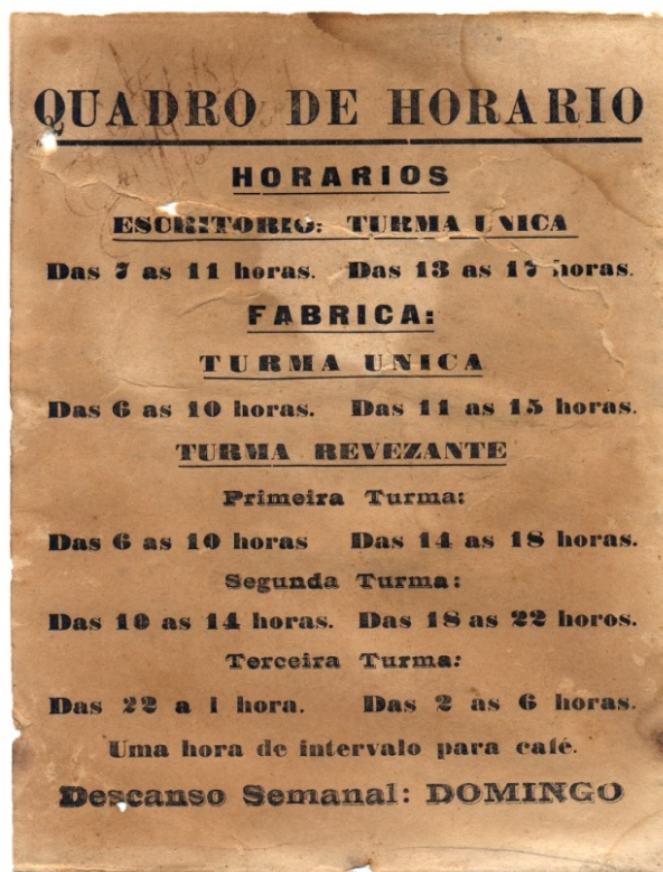 QUADRO DE HORARIO
HORARIOS
ESCRITORIO: TURMA UNICA
Das 7 as 11 horas. Das 13 as 17 horas.
FABRICA:
TURMA UNICA
Das 6 as 10 horas. Das 11 as 15 horas.
TURMA REVEZANTE
Primeira Turma:
Das 6 as 10 horas Das 14 as 18 horas.
Segunda Turma:
Das 10 as 14 horas. Das 18 as 22 horos.
Terceira Turma:
Das 22 a 1 hora. Das 2 as 6 horas.
Uma hora de intervalo para café.
Descanso Semanal: DOMINGO